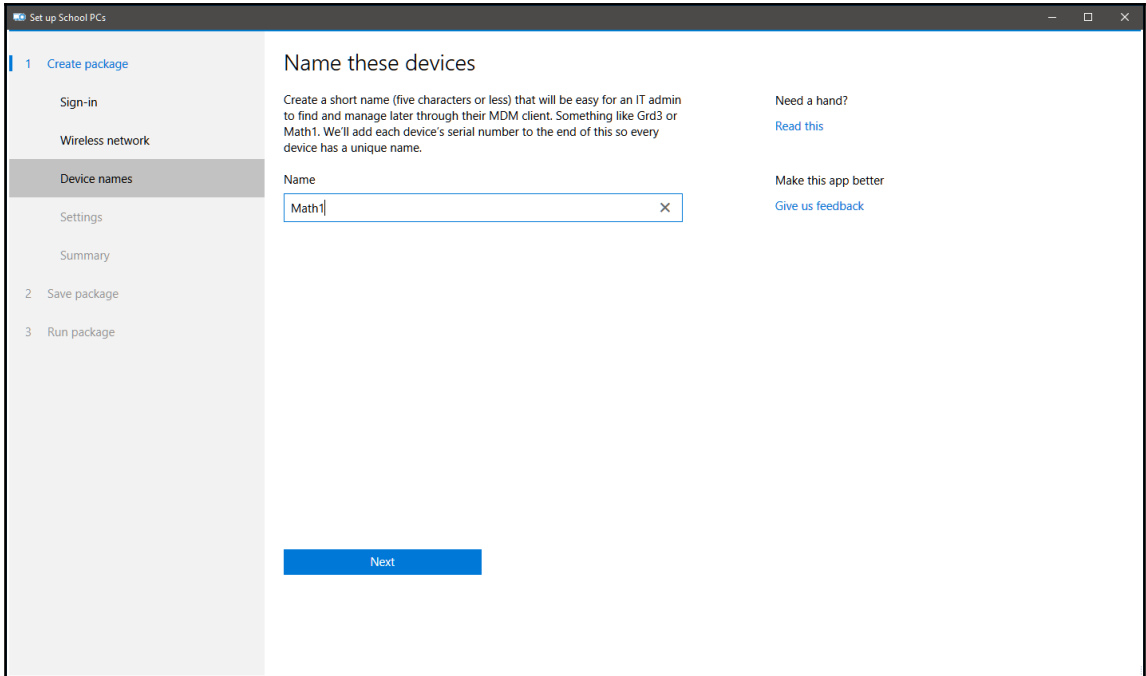 Set up School PCs
1 Create package
Sign-in
Wireless network
Device names
Settings
Summary
2 Save package
3 Run package
Name these devices
Create a short name (five characters or less) that will be easy for an IT admin
to find and manage later through their MDM client. Something like Grd3 or
Math1. We'll add each device's serial number to the end of this so every
device has a unique name.
Name
Math1
Next
Need a hand?
Read this
Make this app better
Give us feedback